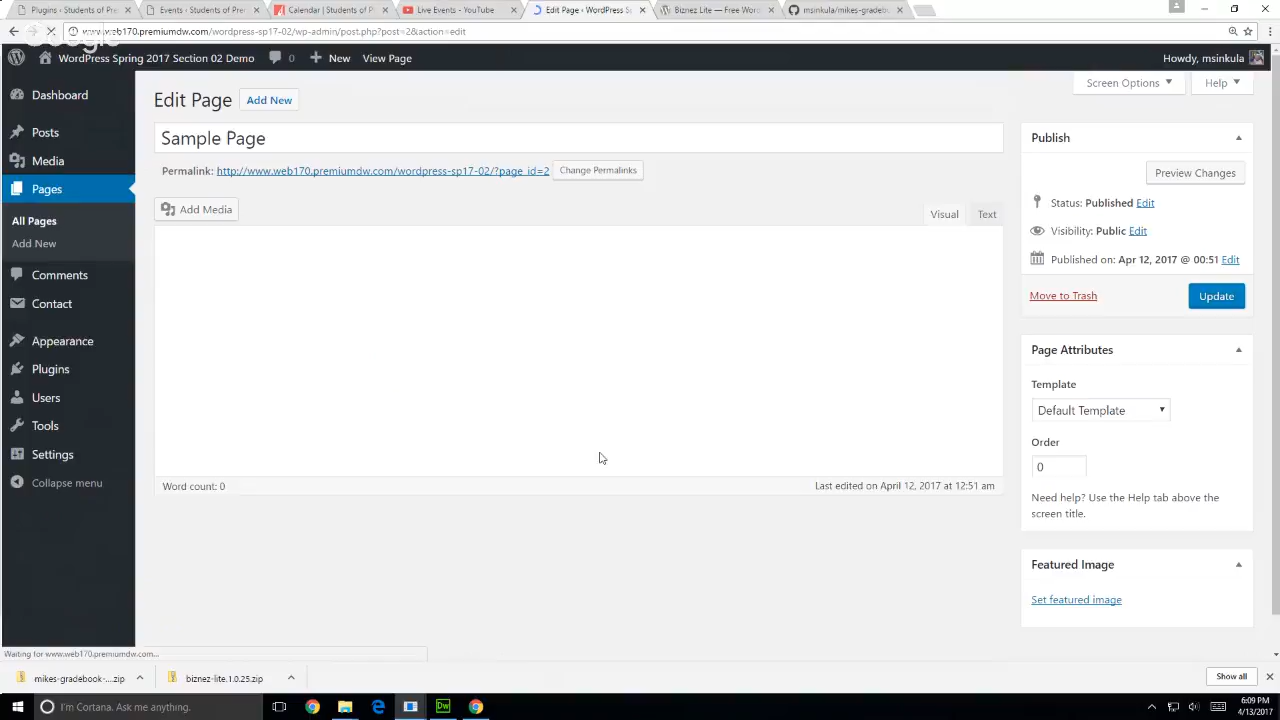 Plugins ‹ Students of Pre
Events ‹ Students of Pre
Calendar | Students of P
Live Events - YouTube
Edit Page ‹ WordPress S
Biznez Lite — Free Word
msinkula/mikes-gradeb
www.web170.premiumdw.com/wordpress-sp17-02/wp-admin/post.php?post=2&action=edit
Google
WordPress Spring 2017 Section 02 Demo
0
New
View Page
Howdy, msinkula
Dashboard
Posts
Media
Pages
All Pages
Add New
Comments
Contact
Appearance
Plugins
Users
Tools
Settings
Collapse menu
Screen Options
Help
Edit Page
Add New
Sample Page
Permalink: http://www.web170.premiumdw.com/wordpress-sp17-02/?page_id=2
Change Permalinks
Add Media
Visual
Text
Word count: 0
Last edited on April 12, 2017 at 12:51 am
Publish
Preview Changes
Status: Published Edit
Visibility: Public Edit
Published on: Apr 12, 2017 @ 00:51 Edit
Move to Trash
Update
Page Attributes
Template
Default Template
Order
0
Need help? Use the Help tab above the
screen title.
Featured Image
Set featured image
Waiting for www.web170.premiumdw.com...
mikes-gradebook-....zip
biznez-lite.1.0.25.zip
Show all
I'm Cortana. Ask me anything.
Dw
6:09 PM
4/13/2017